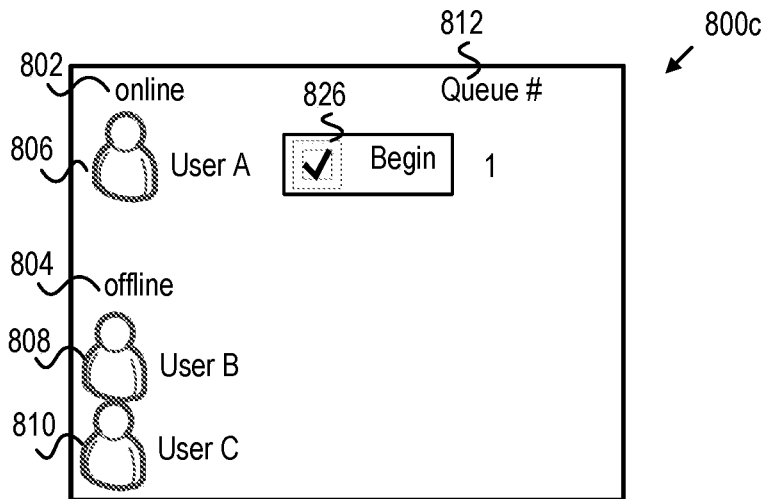 812
800c
802
online
826
Queue #
806
User A
Begin
1
804
offline
808
User B
810
User C